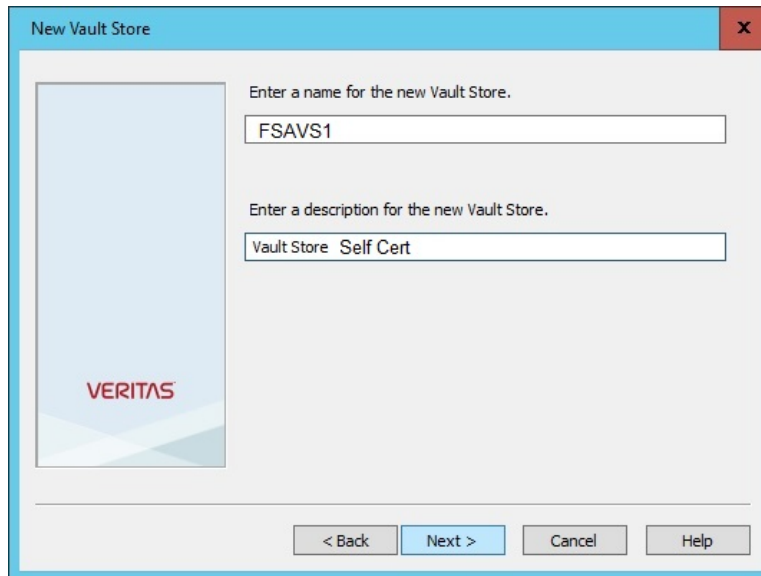 New Vault Store
x
Enter a name for the new Vault Store.
FSAVS1
Enter a description for the new Vault Store.
Vault Store Self Cert
VERITAS
< Back Next > Cancel Help